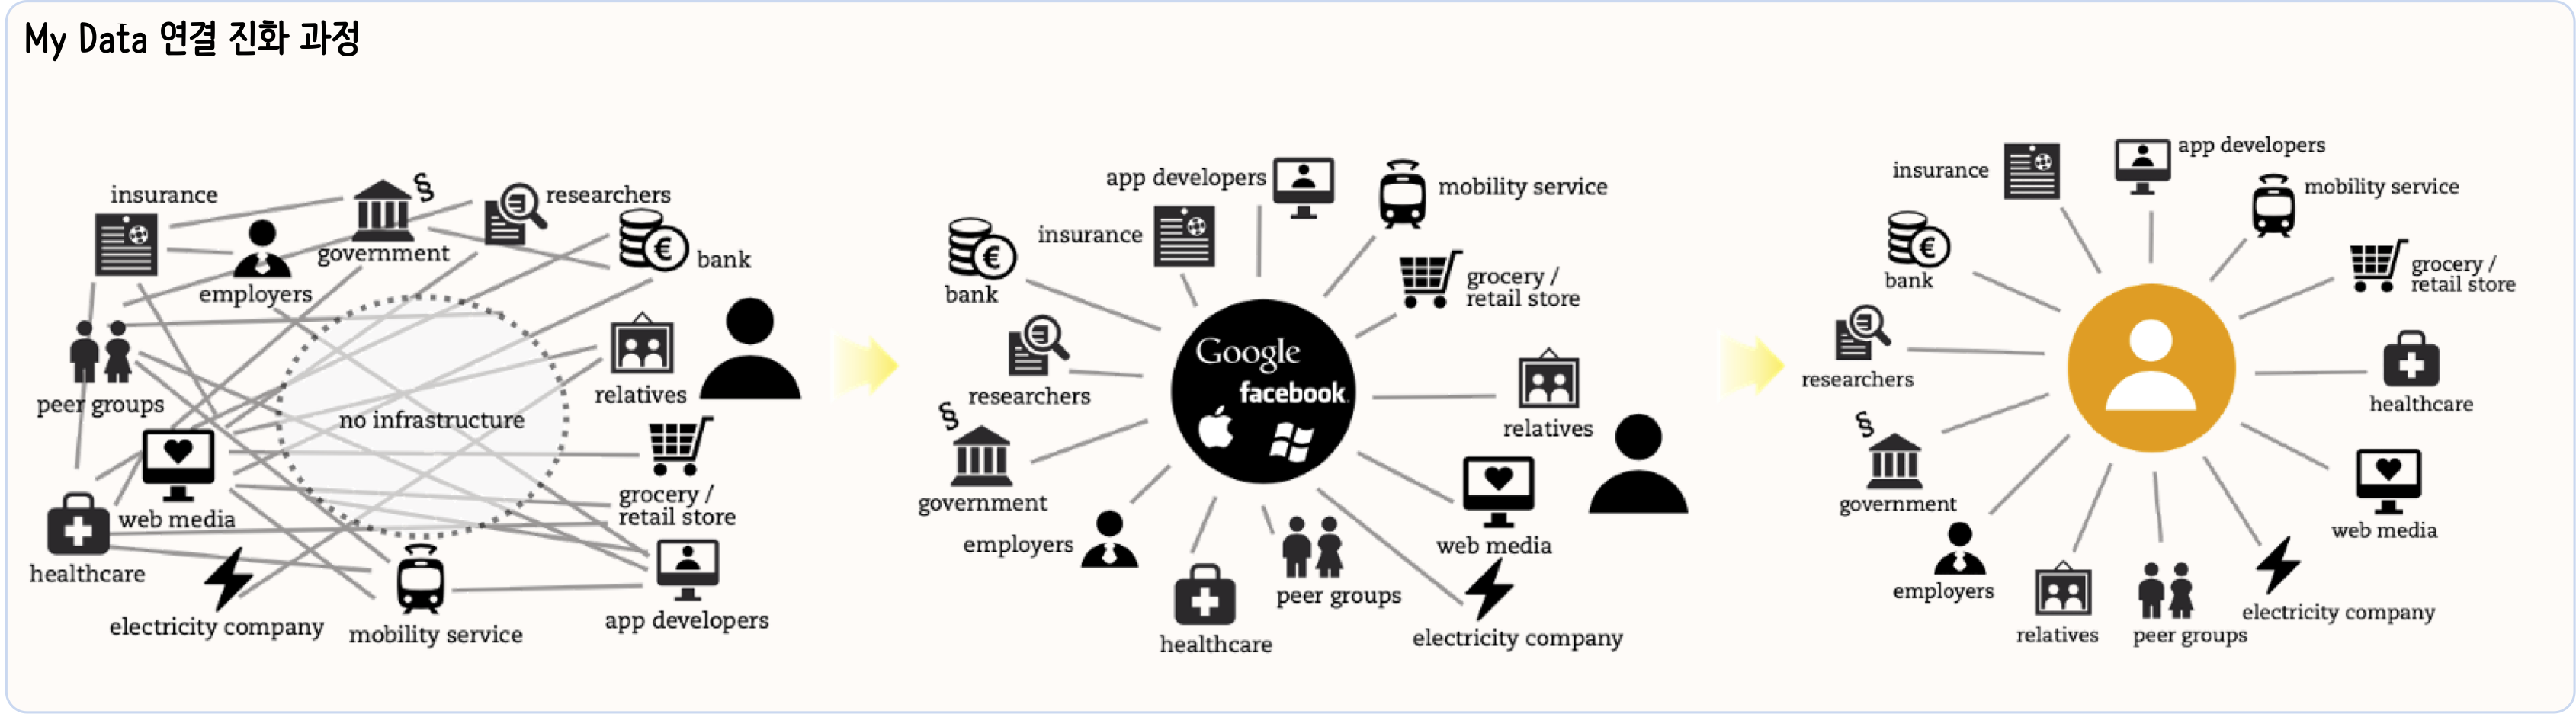 My Data 연결 진화 과정
insurance
§
researchers
government
bank
employers
peer groups
relatives
no infrastructure
web media
grocery /
retail store
healthcare
electricity company
mobility service
app developers
app developers
mobility service
insurance
bank
grocery /
retail store
researchers
Google
facebook
relatives
§
government
employers
web media
peer groups
healthcare
electricity company
insurance
app developers
mobility service
bank
grocery /
retail store
researchers
healthcare
§
government
web media
employers
relatives
peer groups
electricity company